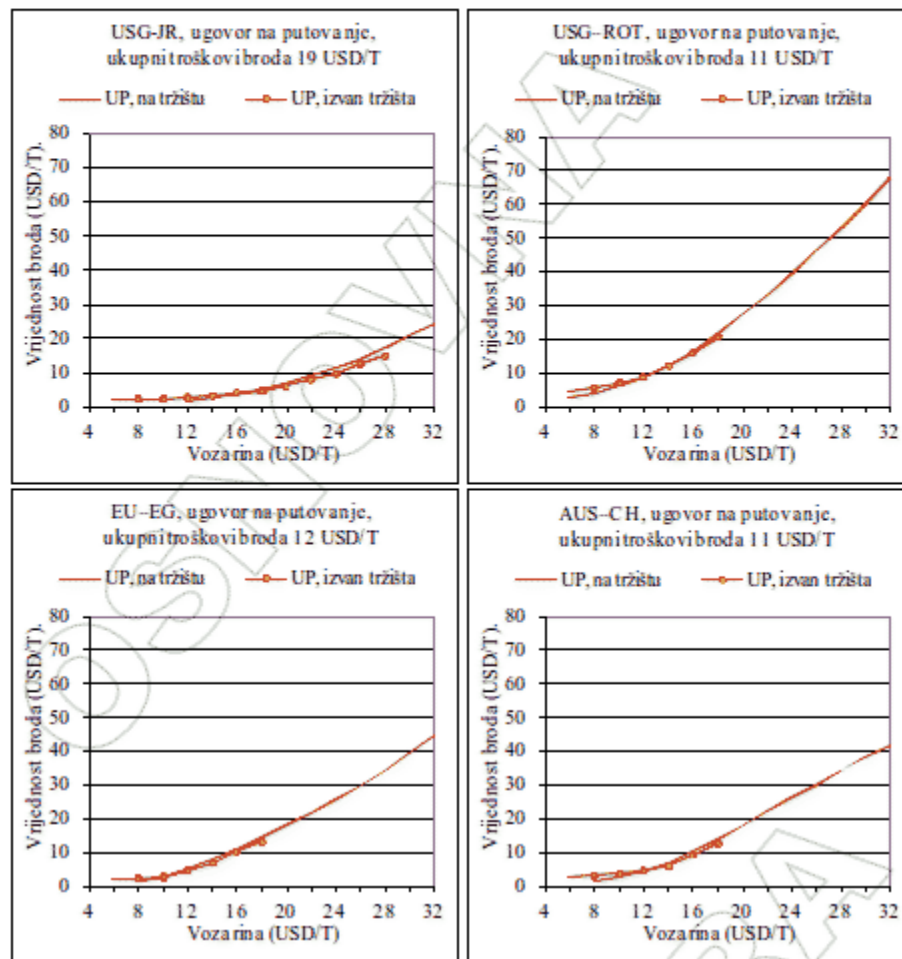 USG-JR, ugovor na putovanje,
ukupni troškovi broda 19 USD/T
UP, na tržištu UP, izvan tržišta
Vrijednost broda (USD/T).
80
70
60
50
40
30
20
10
0
4 8 12 16 20 24 28 32
Vozarina (USD/T)
USG–ROT, ugovor na putovanje,
ukupni troškovi broda 11 USD/T
UP, na tržištu UP, izvan tržišta
Vrijednost broda (USD/T).
80
70
60
50
40
30
20
10
0
4 8 12 16 20 24 28 32
Vozarina (USD/T)
EU–EG, ugovor na putovanje,
ukupni troškovi broda 12 USD/T
UP, na tržištu UP, izvan tržišta
Vrijednost broda (USD/T).
80
70
60
50
40
30
20
10
0
4 8 12 16 20 24 28 32
Vozarina (USD/T)
AUS–CH, ugovor na putovanje,
ukupni troškovi broda 11 USD/T
UP, na tržištu UP, izvan tržišta
Vrijednost broda (USD/T).
80
70
60
50
40
30
20
10
0
4 8 12 16 20 24 28 32
Vozarina (USD/T)
OSNOVNA